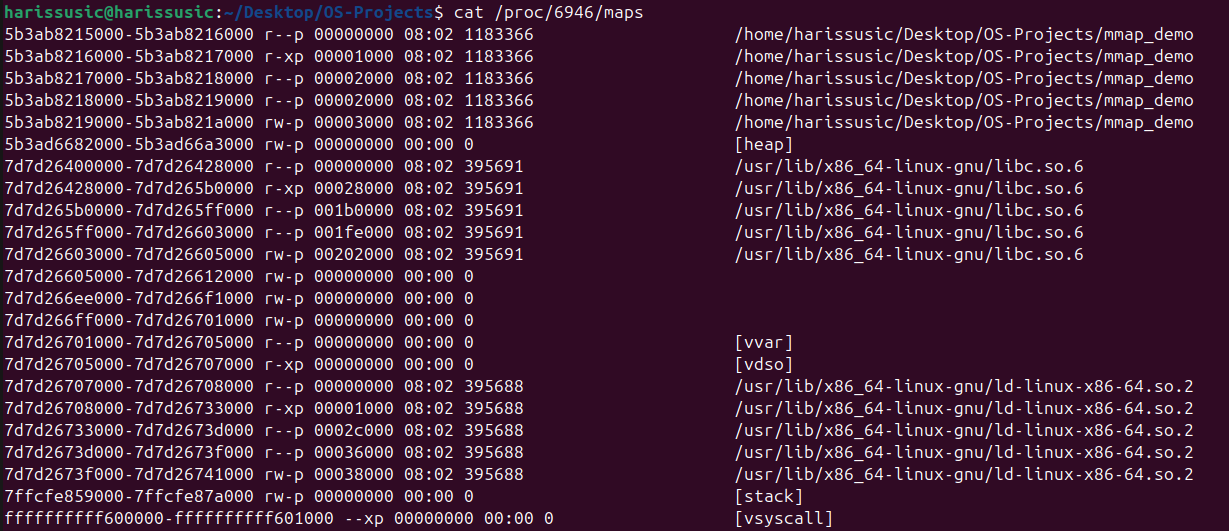 harissusic@harissusic:~/Desktop/OS-Projects$ cat /proc/6946/maps
5b3ab8215000-5b3ab8216000 r--p 00000000 08:02 1183366 /home/harissusic/Desktop/OS-Projects/mmap_demo
5b3ab8216000-5b3ab8217000 r-xp 00001000 08:02 1183366 /home/harissusic/Desktop/OS-Projects/mmap_demo
5b3ab8217000-5b3ab8218000 r--p 00002000 08:02 1183366 /home/harissusic/Desktop/OS-Projects/mmap_demo
5b3ab8218000-5b3ab8219000 r--p 00002000 08:02 1183366 /home/harissusic/Desktop/OS-Projects/mmap_demo
5b3ab8219000-5b3ab821a000 rw-p 00003000 08:02 1183366 /home/harissusic/Desktop/OS-Projects/mmap_demo
5b3ad6682000-5b3ad66a3000 rw-p 00000000 00:00 0 [heap]
7d7d26400000-7d7d26428000 r--p 00000000 08:02 395691 /usr/lib/x86_64-linux-gnu/libc.so.6
7d7d26428000-7d7d265b0000 r-xp 00028000 08:02 395691 /usr/lib/x86_64-linux-gnu/libc.so.6
7d7d265b0000-7d7d265ff000 r--p 001b0000 08:02 395691 /usr/lib/x86_64-linux-gnu/libc.so.6
7d7d265ff000-7d7d26603000 r--p 001fe000 08:02 395691 /usr/lib/x86_64-linux-gnu/libc.so.6
7d7d26603000-7d7d26605000 rw-p 00202000 08:02 395691 /usr/lib/x86_64-linux-gnu/libc.so.6
7d7d26605000-7d7d26612000 rw-p 00000000 00:00 0
7d7d266ee000-7d7d266f1000 rw-p 00000000 00:00 0
7d7d266ff000-7d7d26701000 rw-p 00000000 00:00 0
7d7d26701000-7d7d26705000 r--p 00000000 00:00 0 [vvar]
7d7d26705000-7d7d26707000 r-xp 00000000 00:00 0 [vdso]
7d7d26707000-7d7d26708000 r--p 00000000 08:02 395688 /usr/lib/x86_64-linux-gnu/ld-linux-x86-64.so.2
7d7d26708000-7d7d26733000 r-xp 00001000 08:02 395688 /usr/lib/x86_64-linux-gnu/ld-linux-x86-64.so.2
7d7d26733000-7d7d2673d000 r--p 0002c000 08:02 395688 /usr/lib/x86_64-linux-gnu/ld-linux-x86-64.so.2
7d7d2673d000-7d7d2673f000 r--p 00036000 08:02 395688 /usr/lib/x86_64-linux-gnu/ld-linux-x86-64.so.2
7d7d2673f000-7d7d26741000 rw-p 00038000 08:02 395688 /usr/lib/x86_64-linux-gnu/ld-linux-x86-64.so.2
7ffcfe859000-7ffcfe87a000 rw-p 00000000 00:00 0 [stack]
ffffffffff600000-ffffffffff601000 --xp 00000000 00:00 0 [vsyscall]